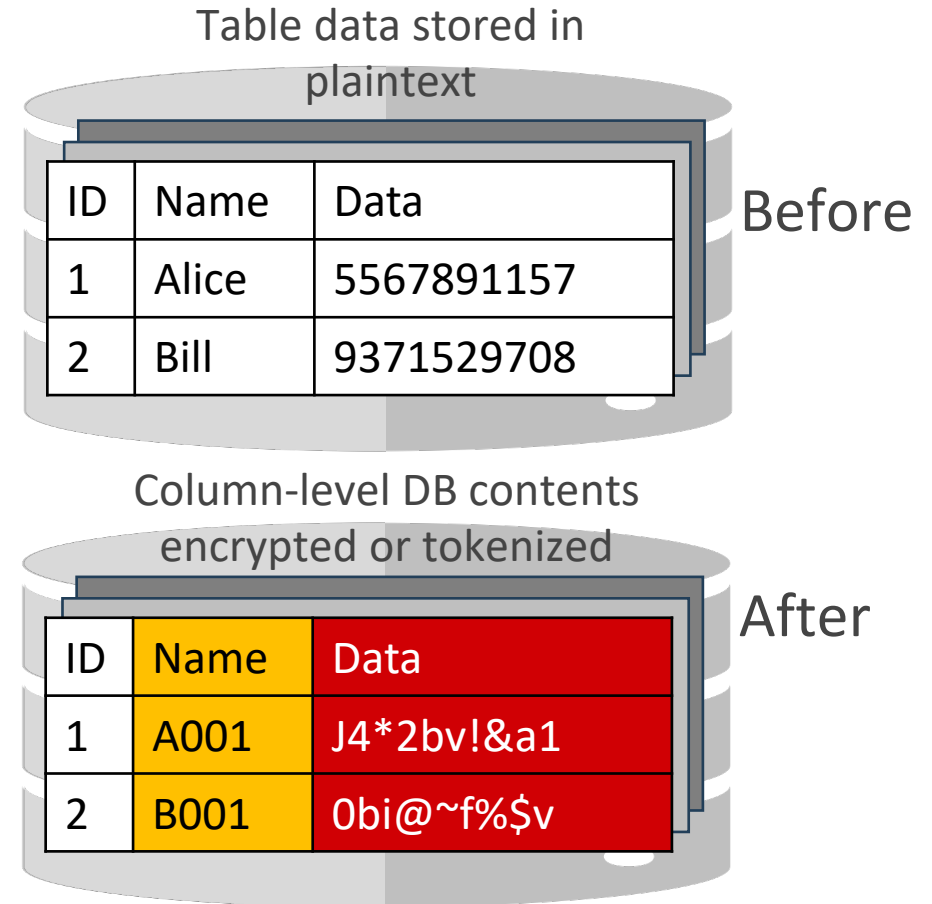 Table data stored in
plaintext
ID Name Data
Before
1 Alice 5567891157
2 Bill 9371529708
Column-level DB contents
encrypted or tokenized
After
ID Name Data
1 A001 J4*2bv!&a1
2 B001 0bi@~f%$v